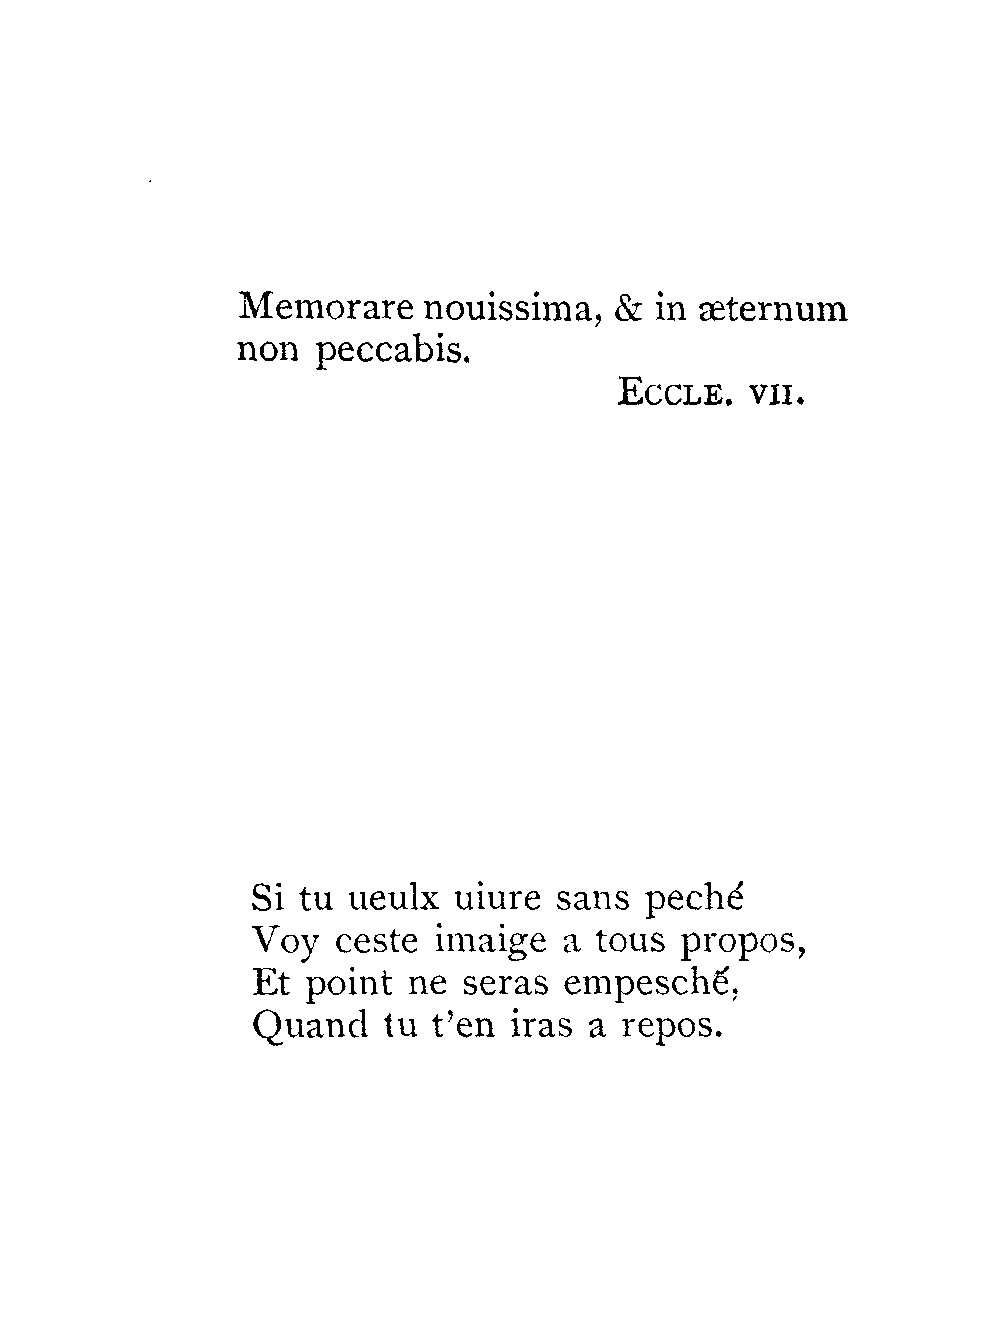 Memorare nouissima, & in æternum
non peccabis.
ECCLE. VII.
Si tu ueulx uiure sans peché
Voy ceste imaige a tous propos,
Et point ne seras empesché,
Quand tu t'en iras a repos.